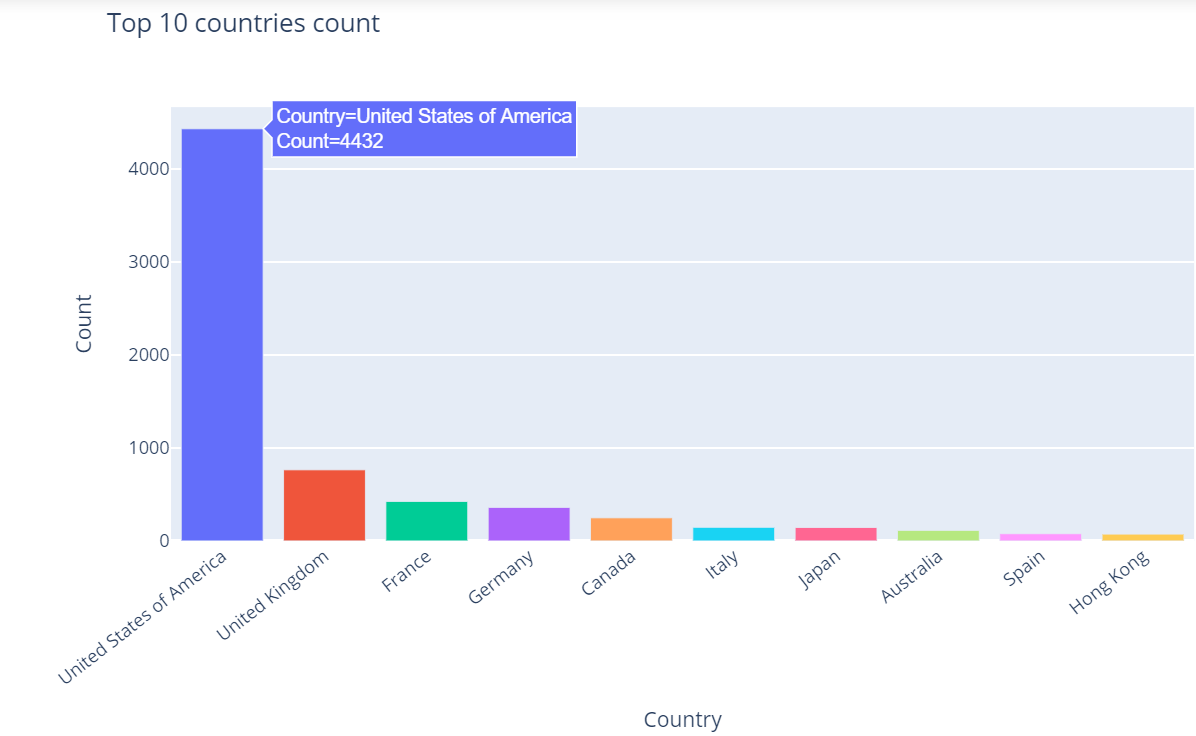 Top 10 countries count
Country=United States of America
Count=4432
4000
3000
2000
1000
0
Count
United States of America
United Kingdom
France
Germany
Canada
Italy
Japan
Australia
Spain
Hong Kong
Country